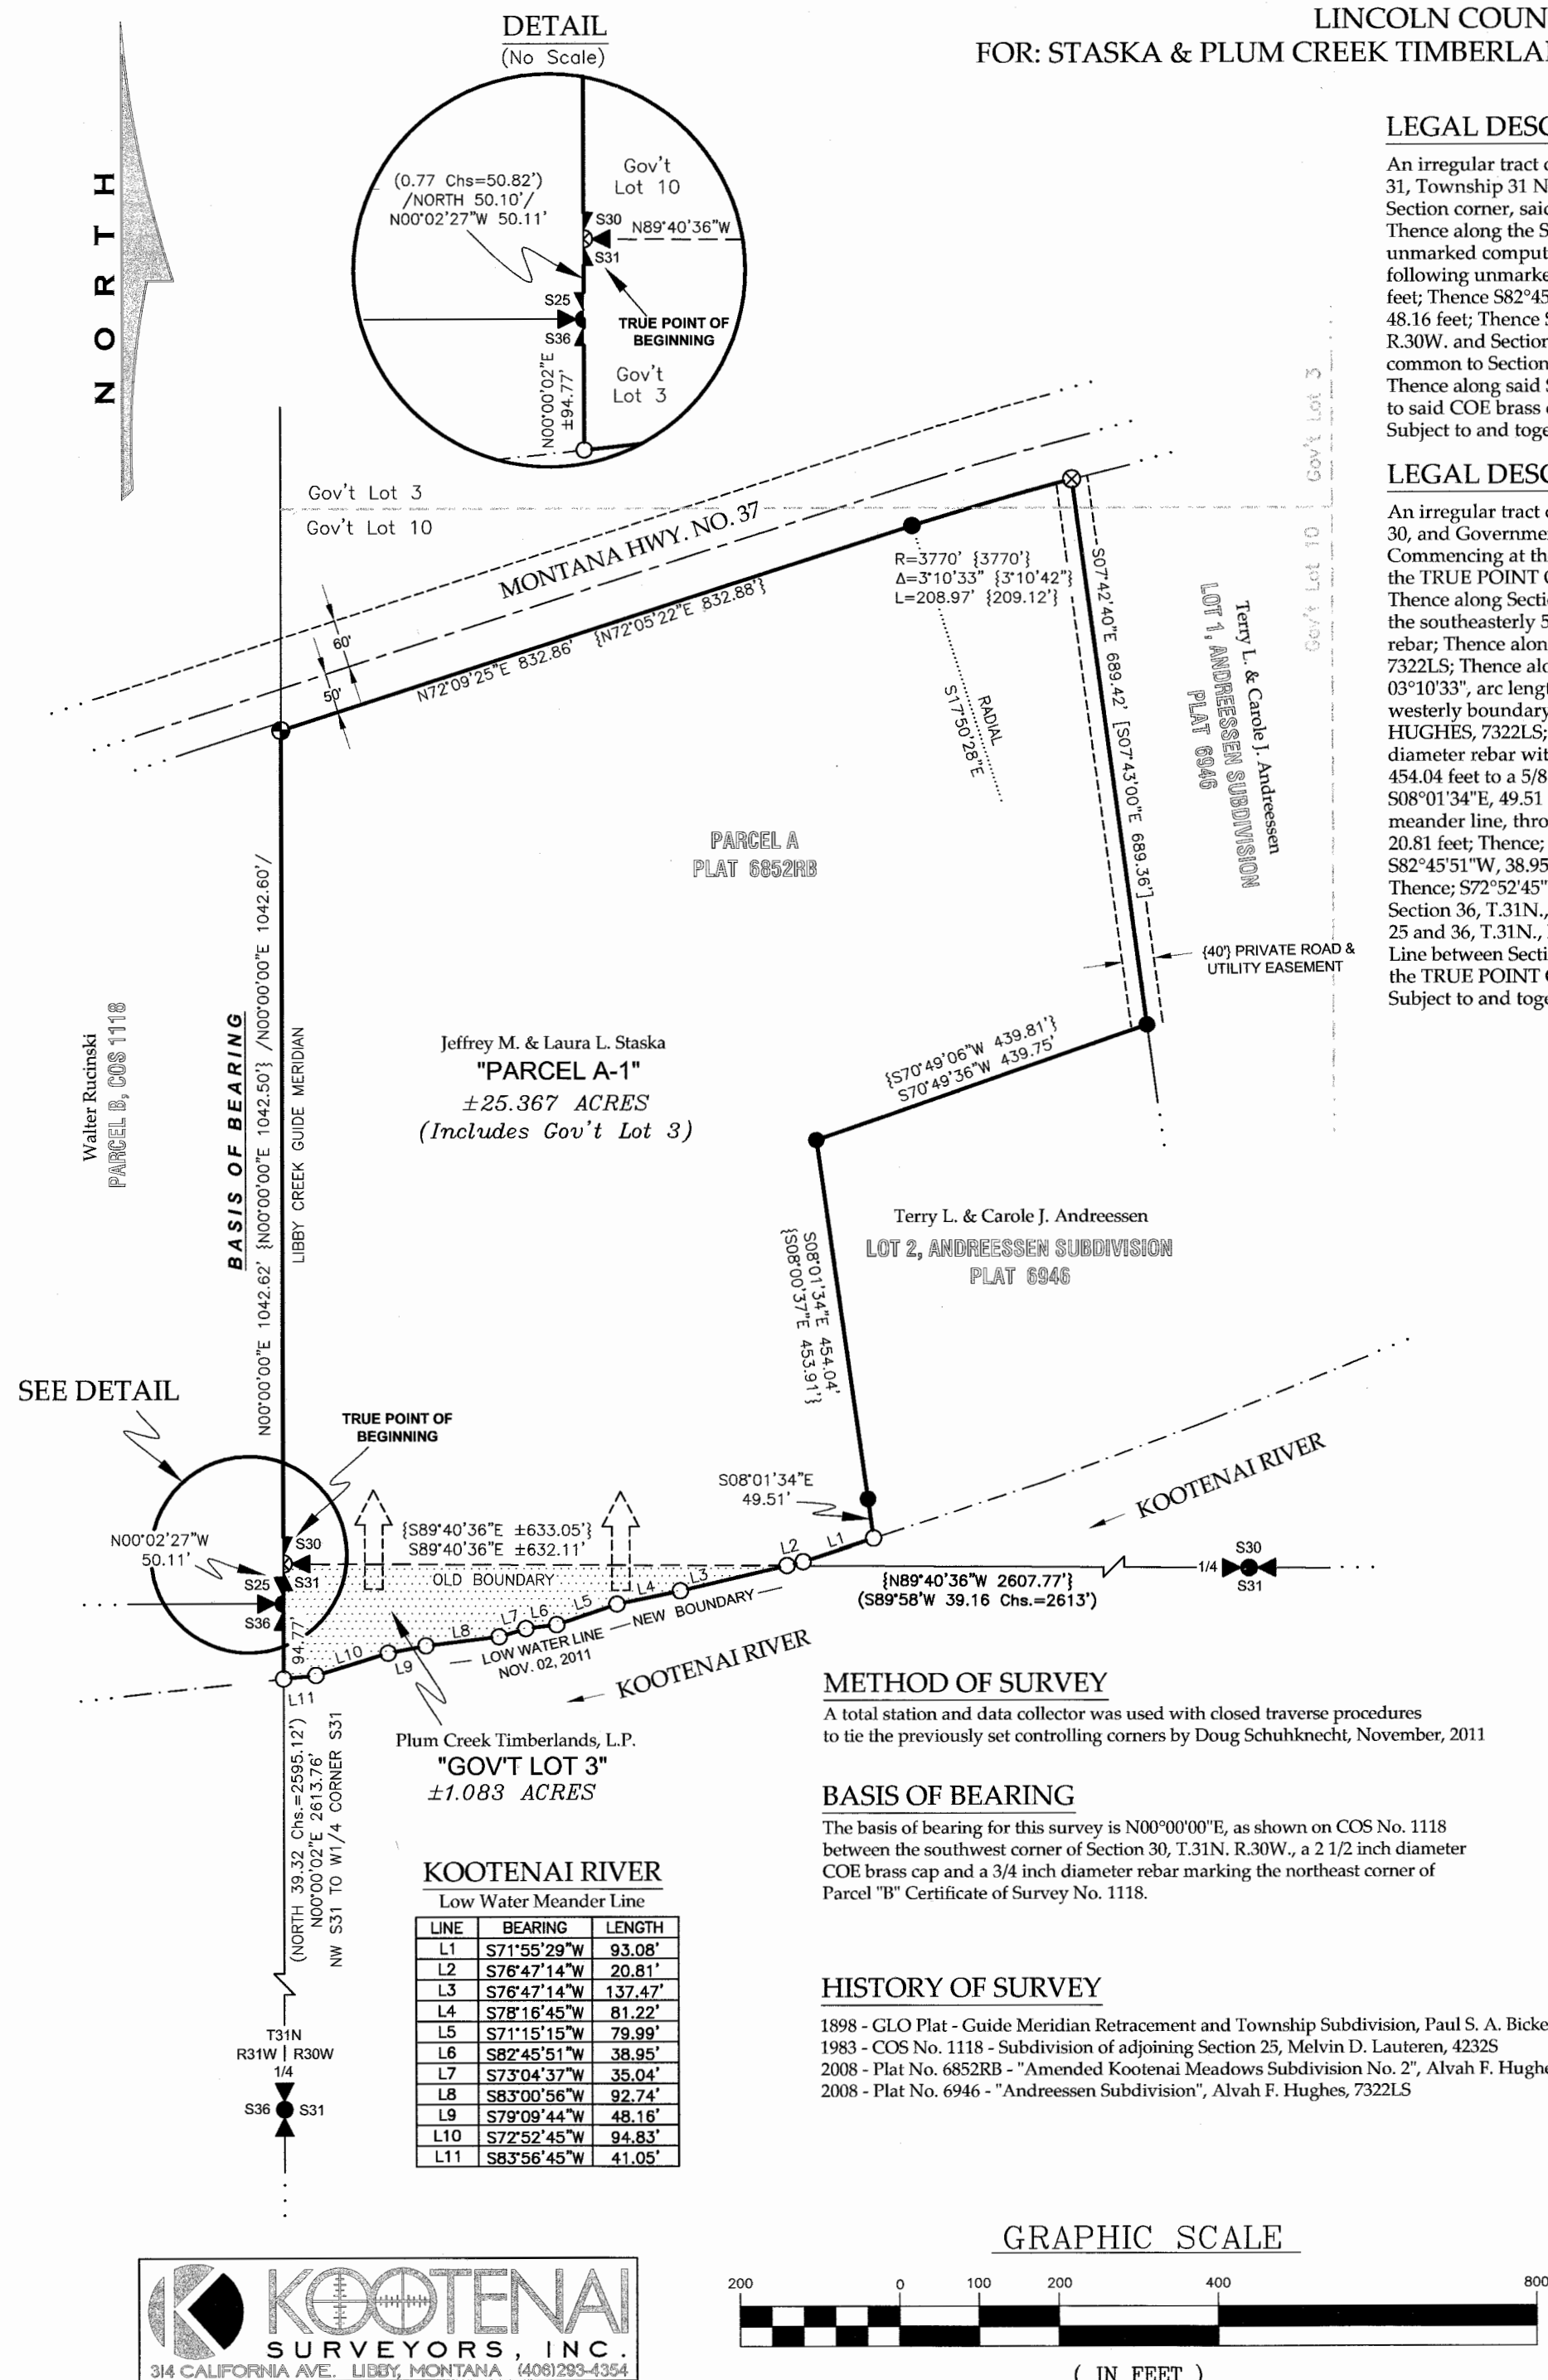 LINCOLN COUN
FOR: STASKA & PLUM CREEK TIMBERLA
DETAIL
(No Scale)
NORTH
Gov't
Lot 10
(0.77 Chs=50.82')
/NORTH 50.10'/
N00°02'27"W 50.11'
S30
N89°40'36"W
S31
S25
S36
TRUE POINT OF
BEGINNING
N00°00'02"E
±94.77'
Gov't
Lot 3
LEGAL DESC
An irregular tract
31, Township 31 N
Section corner, said
Thence along the S
unmarked comput
following unmarke
feet; Thence S82°45
48.16 feet; Thence S
R.30W. and Section
common to Section
Thence along said S
to said COE brass
Subject to and toge
LEGAL DESC
An irregular tract
30, and Governme
Commencing at th
the TRUE POINT
Thence along Secti
the southeasterly 5
rebar; Thence alon
7322LS; Thence alo
03°10'33", arc lengt
westerly boundary
HUGHES, 7322LS;
diameter rebar wit
454.04 feet to a 5/8
S08°01'34"E, 49.51
meander line, thro
20.81 feet; Thence;
S82°45'51"W, 38.95
Thence; S72°52'45"
Section 36, T.31N.,
25 and 36, T.31N.,
Line between Secti
the TRUE POINT
Subject to and toge
Gov't Lot 3
Gov't Lot 10
Gov't Lot 3
Gov't Lot 10
MONTANA HWY. NO. 37
60'
50'
N72°09'25"E 832.86' {N72°05'22"E 832.88'}
R=3770' {3770'}
Δ=3°10'33" {3°10'42"}
L=208.97' {209.12'}
RADIAL
S17°50'28"E
S07°42'40"E 689.42' [S07°43'00"E 689.36']
Terry L. & Carole J. Andreessen
LOT 1, ANDREESSEN SUBDIVISION
PLAT 6946
PARCEL A
PLAT 6852RB
{40'} PRIVATE ROAD &
UTILITY EASEMENT
Walter Rucinski
PARCEL B, COS 1118
BASIS OF BEARING
N00°00'00"E 1042.62' {N00°00'00"E 1042.50'} /N00°00'00"E 1042.60'/
LIBBY CREEK GUIDE MERIDIAN
Jeffrey M. & Laura L. Staska
"PARCEL A-1"
±25.367 ACRES
(Includes Gov't Lot 3)
{S70°49'06"W 439.81'}
S70°49'36"W 439.75'
Terry L. & Carole J. Andreessen
LOT 2, ANDREESSEN SUBDIVISION
PLAT 6946
S08°01'34"E 454.04'
{S08°00'37"E 453.91'}
SEE DETAIL
TRUE POINT OF
BEGINNING
S08°01'34"E
49.51'
KOOTENAI RIVER
N00°02'27"W
50.11'
S30
S31
S25
S36
94.77'
{S89°40'36"E ±633.05'}
S89°40'36"E ±632.11'
OLD BOUNDARY
L1
L2
L3
L4
L5
L6
L7
L8
L9
L10
L11
NEW BOUNDARY
LOW WATER LINE
NOV. 02, 2011
KOOTENAI RIVER
{N89°40'36"W 2607.77'}
(S89°58'W 39.16 Chs.=2613')
1/4
S30
S31
Plum Creek Timberlands, L.P.
"GOV'T LOT 3"
±1.083 ACRES
(NORTH 39.32 Chs.=2595.12')
N00°00'02"E 2613.76'
NW S31 TO W1/4 CORNER S31
T31N
R31W | R30W
1/4
S36 S31
METHOD OF SURVEY
A total station and data collector was used with closed traverse procedures
to tie the previously set controlling corners by Doug Schuhknecht, November, 2011
BASIS OF BEARING
The basis of bearing for this survey is N00°00'00"E, as shown on COS No. 1118
between the southwest corner of Section 30, T.31N. R.30W., a 2 1/2 inch diameter
COE brass cap and a 3/4 inch diameter rebar marking the northeast corner of
Parcel "B" Certificate of Survey No. 1118.
HISTORY OF SURVEY
1898 - GLO Plat - Guide Meridian Retracement and Township Subdivision, Paul S. A. Bicke
1983 - COS No. 1118 - Subdivision of adjoining Section 25, Melvin D. Lauteren, 4232S
2008 - Plat No. 6852RB - "Amended Kootenai Meadows Subdivision No. 2", Alvah F. Hughe
2008 - Plat No. 6946 - "Andreessen Subdivision", Alvah F. Hughes, 7322LS
KOOTENAI RIVER
Low Water Meander Line
LINE BEARING LENGTH
L1 S71°55'29"W 93.08'
L2 S76°47'14"W 20.81'
L3 S76°47'14"W 137.47'
L4 S78°16'45"W 81.22'
L5 S71°15'15"W 79.99'
L6 S82°45'51"W 38.95'
L7 S73°04'37"W 35.04'
L8 S83°00'56"W 92.74'
L9 S79°09'44"W 48.16'
L10 S72°52'45"W 94.83'
L11 S83°56'45"W 41.05'
KOOTENAI
SURVEYORS, INC.
314 CALIFORNIA AVE. LIBBY, MONTANA (406)293-4354
GRAPHIC SCALE
200 0 100 200 400 800
( IN FEET )